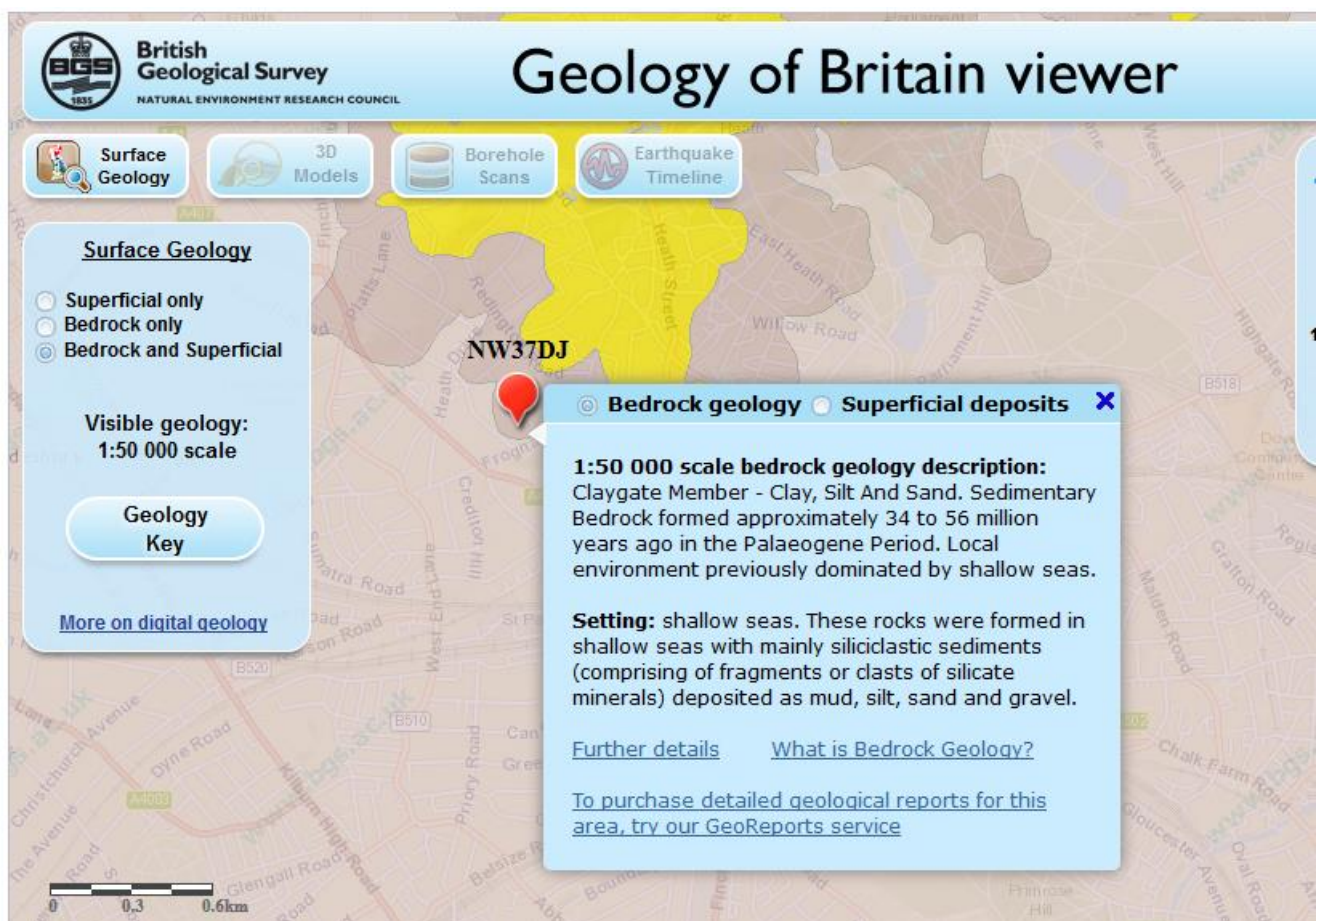 British
Geological Survey
NATURAL ENVIRONMENT RESEARCH COUNCIL
BGS
1835
Geology of Britain viewer
Surface
Geology
3D
Models
Borehole
Scans
Earthquake
Timeline
Surface Geology
Superficial only
Bedrock only
Bedrock and Superficial
Visible geology:
1:50 000 scale
Geology
Key
More on digital geology
NW37DJ
Bedrock geology
Superficial deposits
1:50 000 scale bedrock geology description:
Claygate Member - Clay, Silt And Sand. Sedimentary
Bedrock formed approximately 34 to 56 million
years ago in the Palaeogene Period. Local
environment previously dominated by shallow seas.
Setting: shallow seas. These rocks were formed in
shallow seas with mainly siliciclastic sediments
(comprising of fragments or clasts of silicate
minerals) deposited as mud, silt, sand and gravel.
Further details
What is Bedrock Geology?
To purchase detailed geological reports for this
area, try our GeoReports service
Platts Lane
Heath Street
East Heath Road
Willow Road
Parliament Hill
West Hill
Highgate
B518
Crediton Hill
West End Lane
B520
B510
Priory Road
Dyne Road
Christchurch Avenue
Kilburn High Road
Glengall Road
Malden Road
Grafton Road
Chalk Farm Road
Oval Road
Primrose
Hill
A4003
0 0.3 0.6km